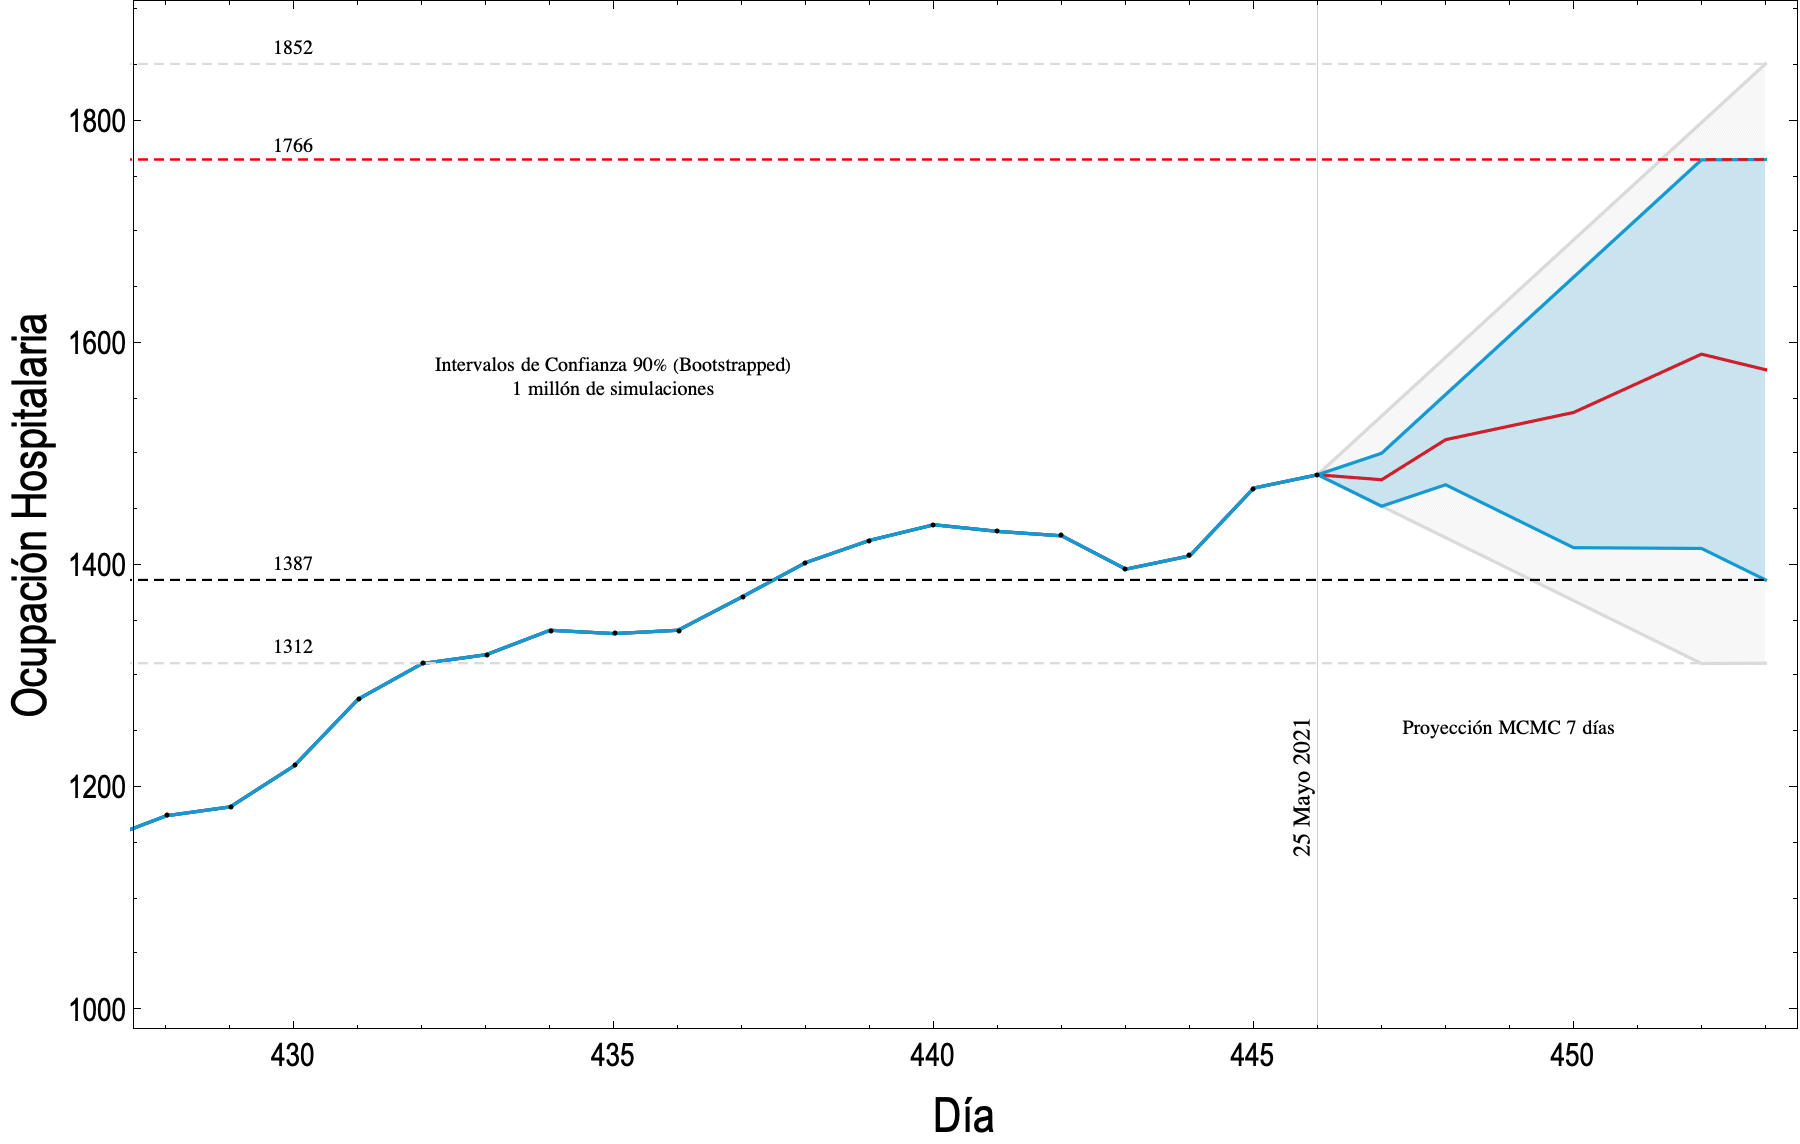 1852
1800
1766
1600
Intervalos de Confianza 90% (Bootstrapped)
1 millón de simulaciones
Ocupación Hospitalaria
1387
1400
1312
25 Mayo 2021
Proyección MCMC 7 días
1200
1000
430
435
440
445
450
Día